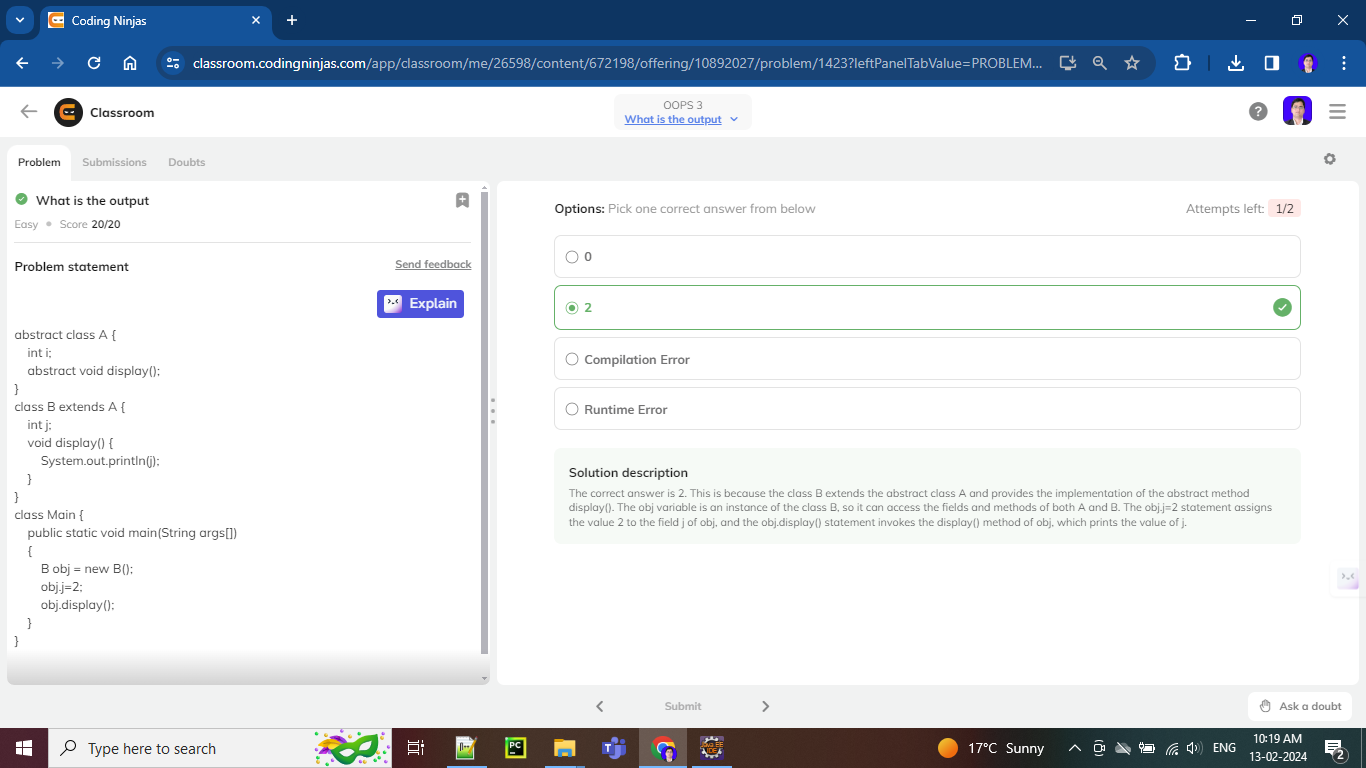 Coding Ninjas
classroom.codingninjas.com/app/classroom/me/26598/content/672198/offering/10892027/problem/1423?leftPanelTabValue=PROBLEM...
Classroom
OOPS 3
What is the output
Problem
Submissions
Doubts
What is the output
Easy
Score 20/20
Problem statement
Send feedback
Explain
abstract class A {
int i;
abstract void display();
}
class B extends A {
int j;
void display() {
System.out.println(j);
}
}
class Main {
public static void main(String args[])
{
B obj = new B();
obj.j=2;
obj.display();
}
}
Options: Pick one correct answer from below
Attempts left: 1/2
0
2
Compilation Error
Runtime Error
Solution description
The correct answer is 2. This is because the class B extends the abstract class A and provides the implementation of the abstract method
display(). The obj variable is an instance of the class B, so it can access the fields and methods of both A and B. The obj.j=2 statement assigns
the value 2 to the field j of obj, and the obj.display() statement invokes the display() method of obj, which prints the value of j.
Submit
Ask a doubt
Type here to search
PC
17°C Sunny
ENG
10:19 AM
13-02-2024
2